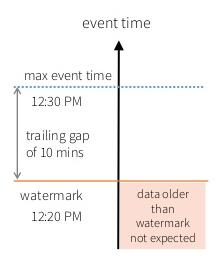 event time
max event time
12:30 PM
trailing gap
of 10 mins
watermark
12:20 PM
data older
than
watermark
not expected